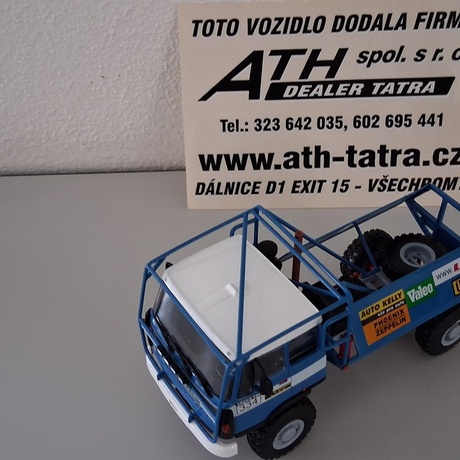 TOTO VOZIDLO DODALA FIRM
ATH spol. s r. o
DEALER TATRA
Tel.: 323 642 035, 602 695 441
www.ath-tatra.cz
DÁLNICE D1 EXIT 15 - VŠECHROM
Valeo
AUTO KELLY
PHOENIX
ZEPPELIN
www.